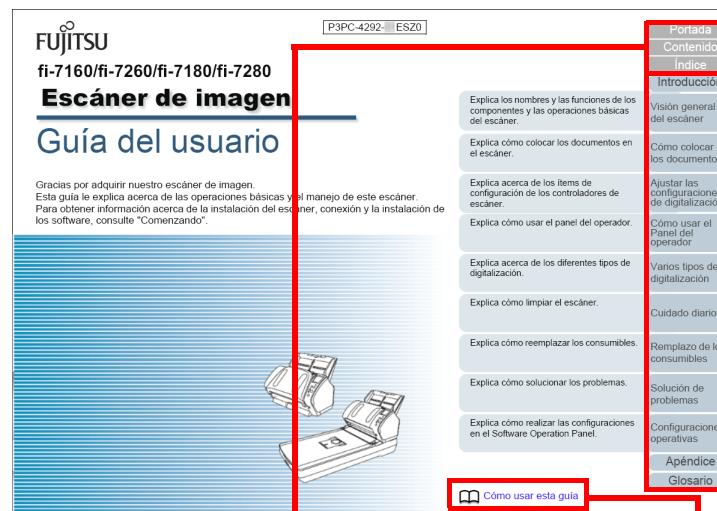 FUJITSU
P3PC-4292- ESZ0
fi-7160/fi-7260/fi-7180/fi-7280
Escáner de imagen
Guía del usuario
Gracias por adquirir nuestro escáner de imagen.
Esta guía le explica acerca de las operaciones básicas y el manejo de este escáner.
Para obtener información acerca de la instalación del escáner, conexión y la instalación de
los software, consulte "Comenzando".
Portada
Contenido
Índice
Introducción
Explica los nombres y las funciones de los
componentes y las operaciones básicas
del escáner.
Visión general
del escáner
Explica cómo colocar los documentos en
el escáner.
Cómo colocar
los documentos
Explica acerca de los ítems de
configuración de los controladores de
escáner.
Ajustar las
configuraciones
de digitalización
Explica cómo usar el panel del operador.
Cómo usar el
Panel del
operador
Explica acerca de los diferentes tipos de
digitalización.
Varios tipos de
digitalización
Explica cómo limpiar el escáner.
Cuidado diario
Explica cómo reemplazar los consumibles.
Remplazo de los
consumibles
Explica cómo solucionar los problemas.
Solución de
problemas
Explica cómo realizar las configuraciones
en el Software Operation Panel.
Configuraciones
operativas
Apéndice
Glosario
Cómo usar esta guía